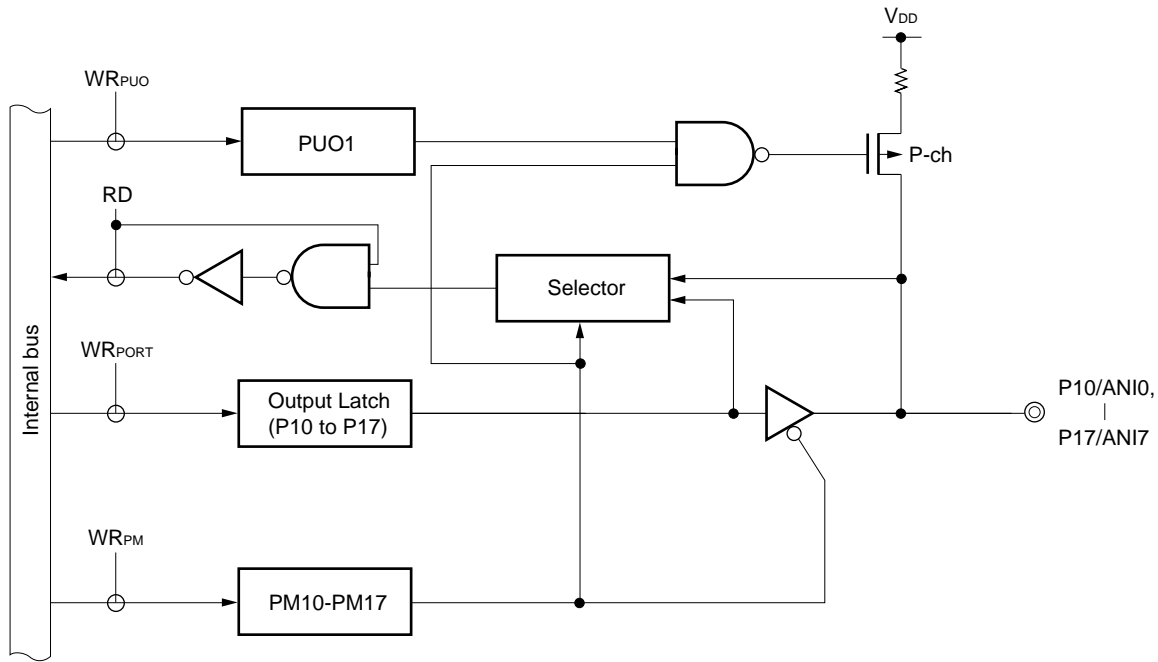 VDD
WRPUO
PUO1
P-ch
RD
Selector
Internal bus
WRPORT
Output Latch
(P10 to P17)
P10/ANI0,
P17/ANI7
WRPM
PM10-PM17